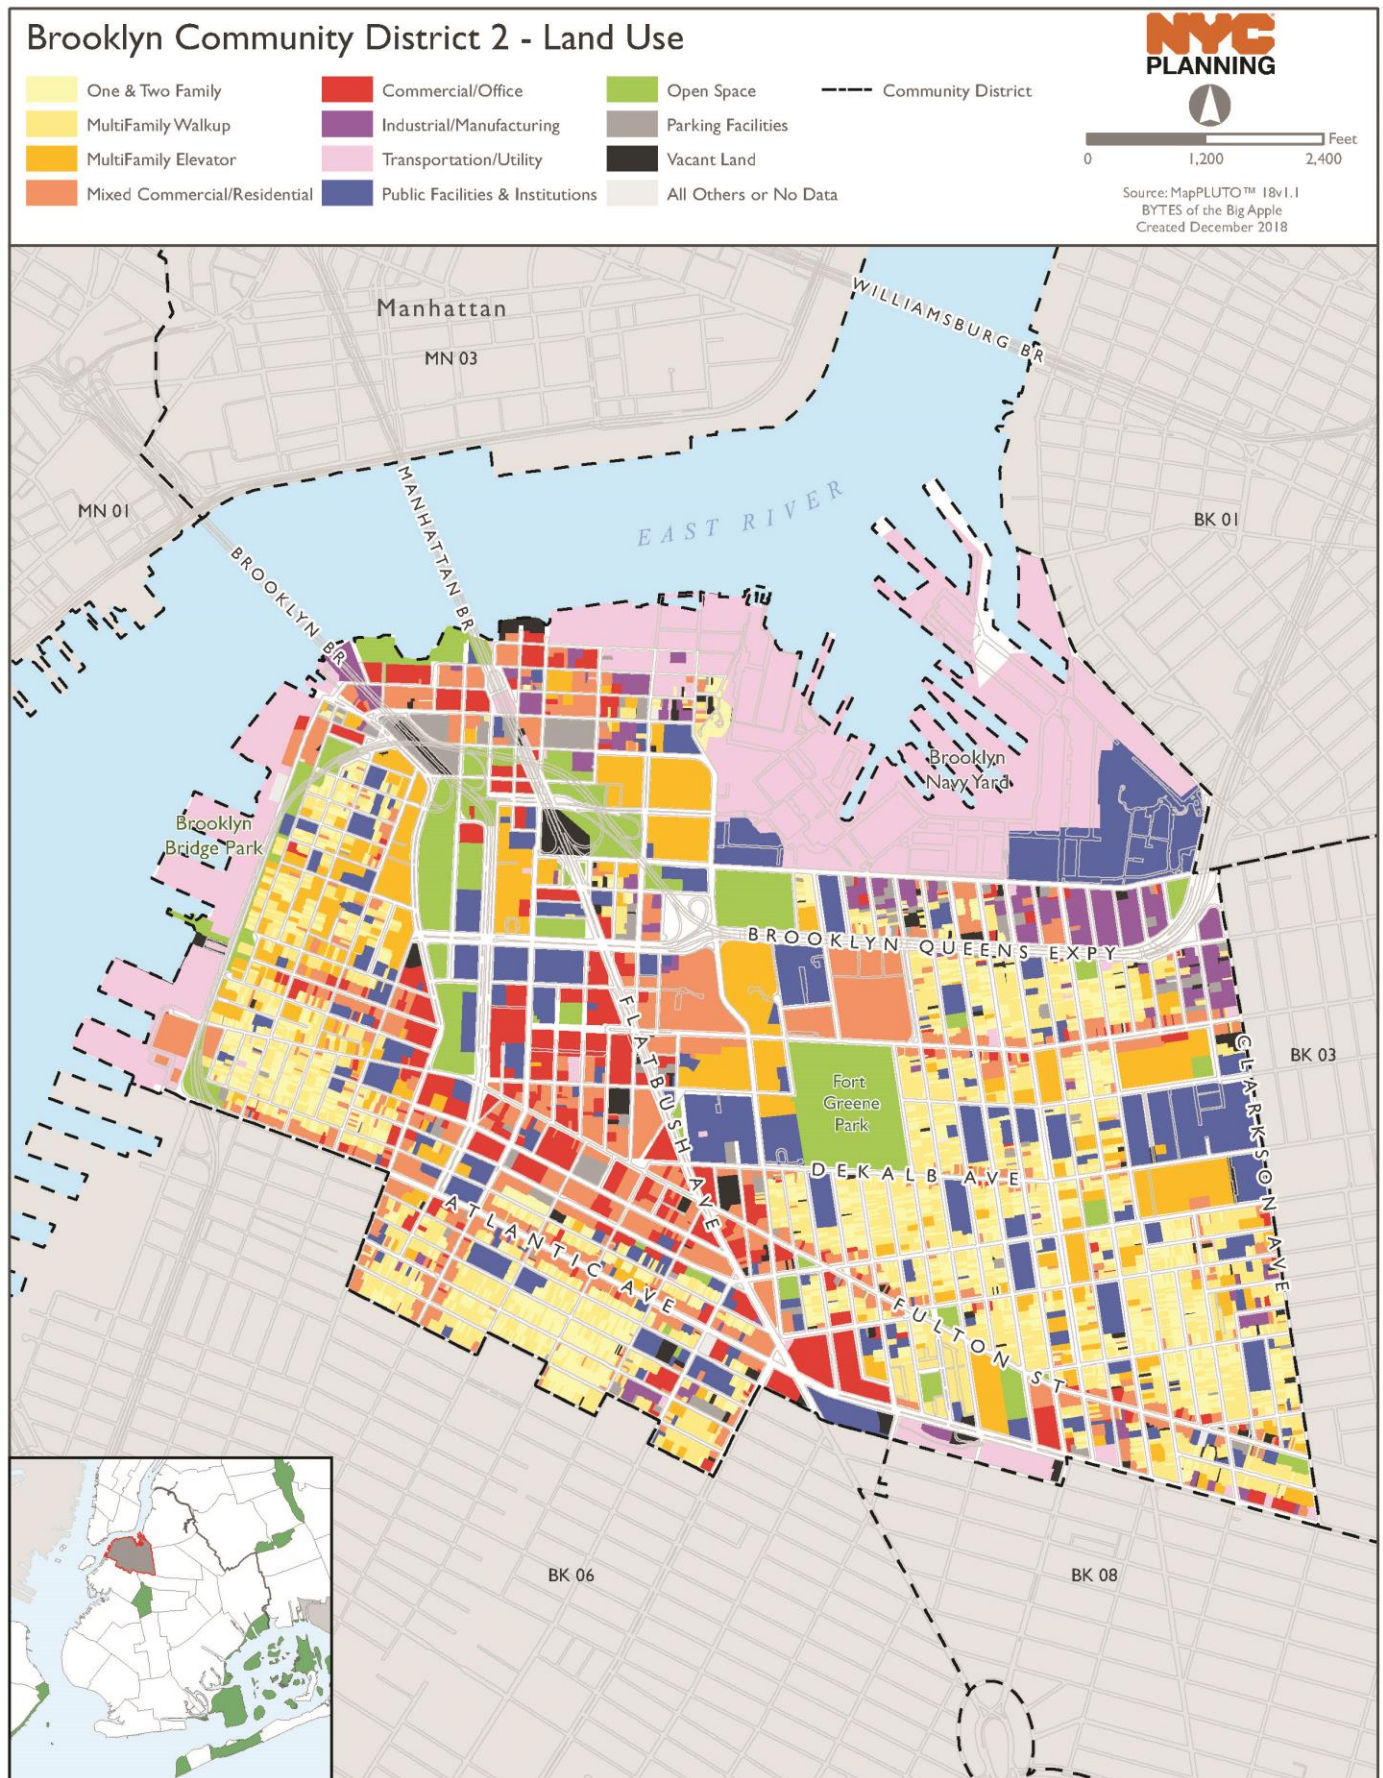 Brooklyn Community District 2 - Land Use
One & Two Family
MultiFamily Walkup
MultiFamily Elevator
Mixed Commercial/Residential
Commercial/Office
Industrial/Manufacturing
Transportation/Utility
Public Facilities & Institutions
Open Space
Parking Facilities
Vacant Land
All Others or No Data
Community District
NYC
PLANNING
Feet
0 1,200 2,400
Source: MapPLUTO™ 18v1.1
BYTES of the Big Apple
Created December 2018
Manhattan
MN 03
WILLIAMSBURG BR
MN 01
MANHATTAN BR
EAST RIVER
BK 01
BROOKLYN BR
Brooklyn
Navy Yard
Brooklyn
Bridge Park
BROOKLYN QUEENS EXPY
FLATBUSH AVE
CLARKSON AVE
BK 03
Fort
Greene
Park
DEKALB AVE
ATLANTIC AVE
FULTON ST
BK 06
BK 08